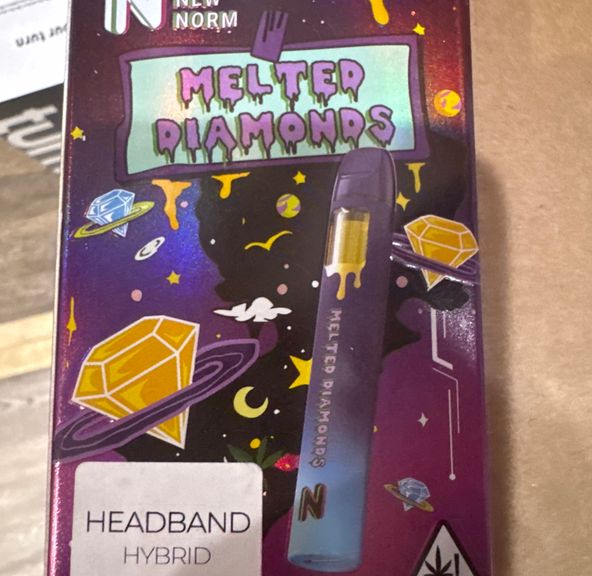 N
NEW
NORM
MELTED
DIAMONDS
MELTED DIAMONDS
N
HEADBAND
HYBRID
!